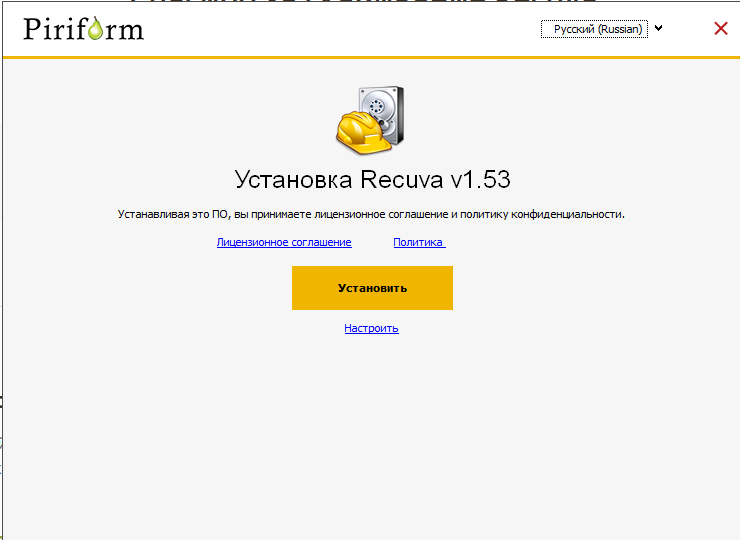 Piriform
Русский (Russian)
Установка Recuva v1.53
Устанавливая это ПО, вы принимаете лицензионное соглашение и политику конфиденциальности.
Лицензионное соглашение Политика
Установить
Настроить